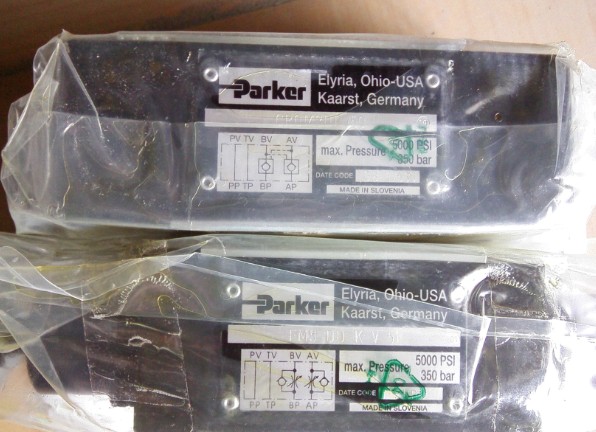 Parker
Elyria, Ohio-USA
Kaarst, Germany
PV TV BV AV
max. Pressure 5000 PSI
350 bar
PP TP BP AP
DATE CODE
MADE IN SLOVENIA
Parker
Elyria, Ohio-USA
Kaarst, Germany
PV TV BV AV
max. Pressure 5000 PSI
350 bar
PP TP BP AP
DATE CODE
MADE IN SLOVENIA